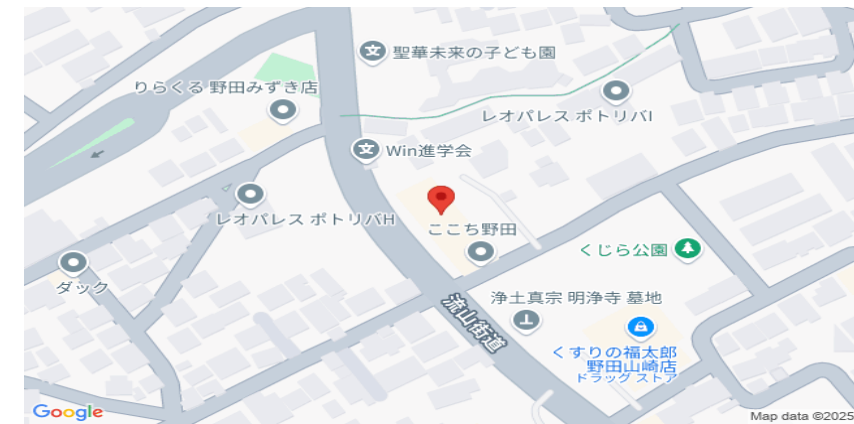 聖華未来の子ども園
りらくる 野田みずき店
レオパレス ポトリバI
Win進学会
レオパレス ポトリバH
ここち野田
くじら公園
ダック
浄土真宗 明浄寺 墓地
流山街道
くすりの福太郎
野田山崎店
ドラッグ ストア
Google
Map data ©2025